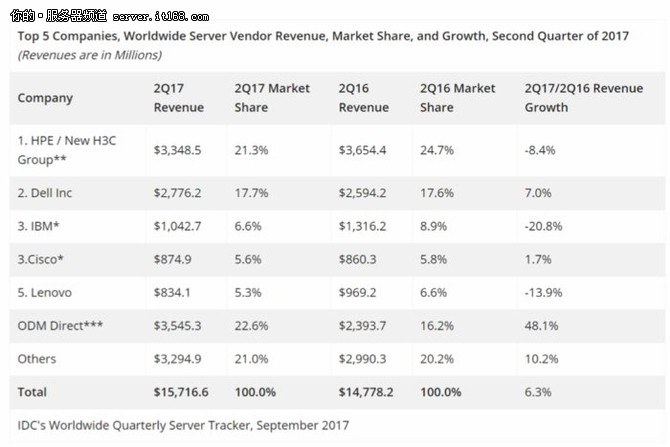 你的·服务器频道 server.it168.com
Top 5 Companies, Worldwide Server Vendor Revenue, Market Share, and Growth, Second Quarter of 2017
(Revenues are in Millions)
Company 2Q17 Revenue 2Q17 Market Share 2Q16 Revenue 2Q16 Market Share 2Q17/2Q16 Revenue Growth
1. HPE / New H3C Group** $3,348.5 21.3% $3,654.4 24.7% -8.4%
2. Dell Inc $2,776.2 17.7% $2,594.2 17.6% 7.0%
3. IBM* $1,042.7 6.6% $1,316.2 8.9% -20.8%
3.Cisco* $874.9 5.6% $860.3 5.8% 1.7%
5. Lenovo $834.1 5.3% $969.2 6.6% -13.9%
ODM Direct*** $3,545.3 22.6% $2,393.7 16.2% 48.1%
Others $3,294.9 21.0% $2,990.3 20.2% 10.2%
Total $15,716.6 100.0% $14,778.2 100.0% 6.3%
IDC's Worldwide Quarterly Server Tracker, September 2017